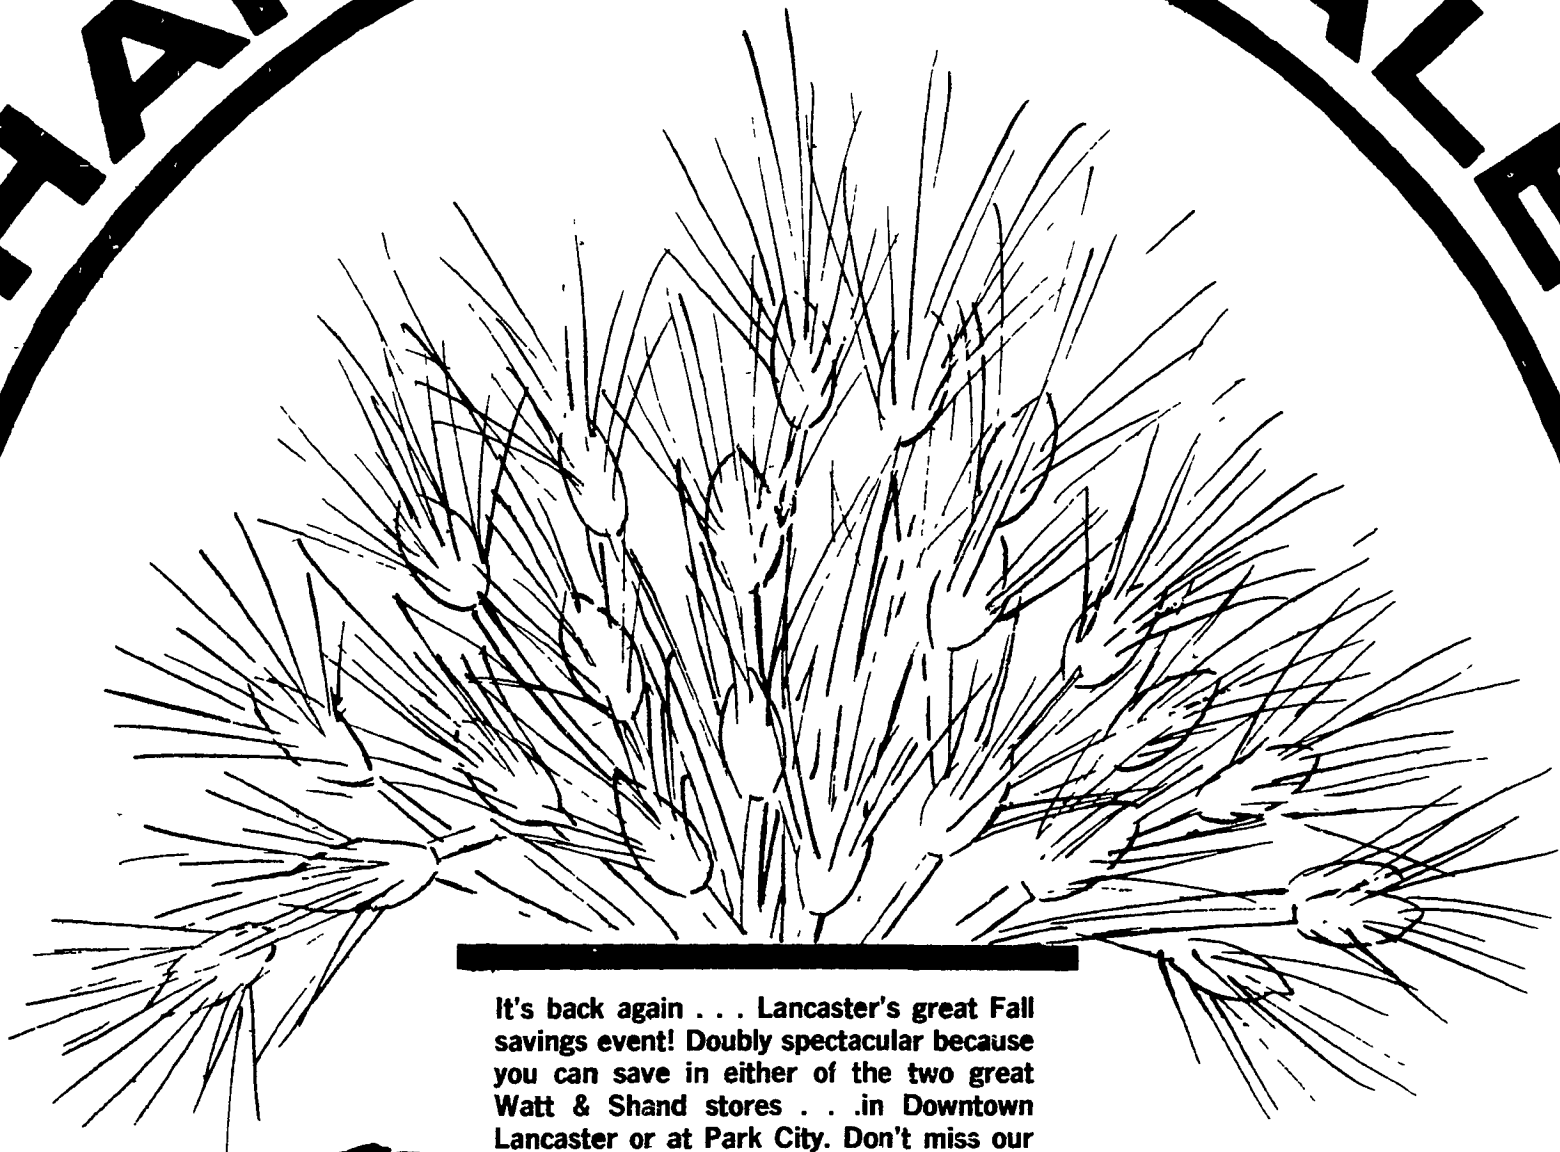 It's back again . . . Lancaster's great Fall
savings event! Doubly spectacular because
you can save in either of the two great
Watt & Shand stores . . .in Downtown
Lancaster or at Park City. Don't miss our